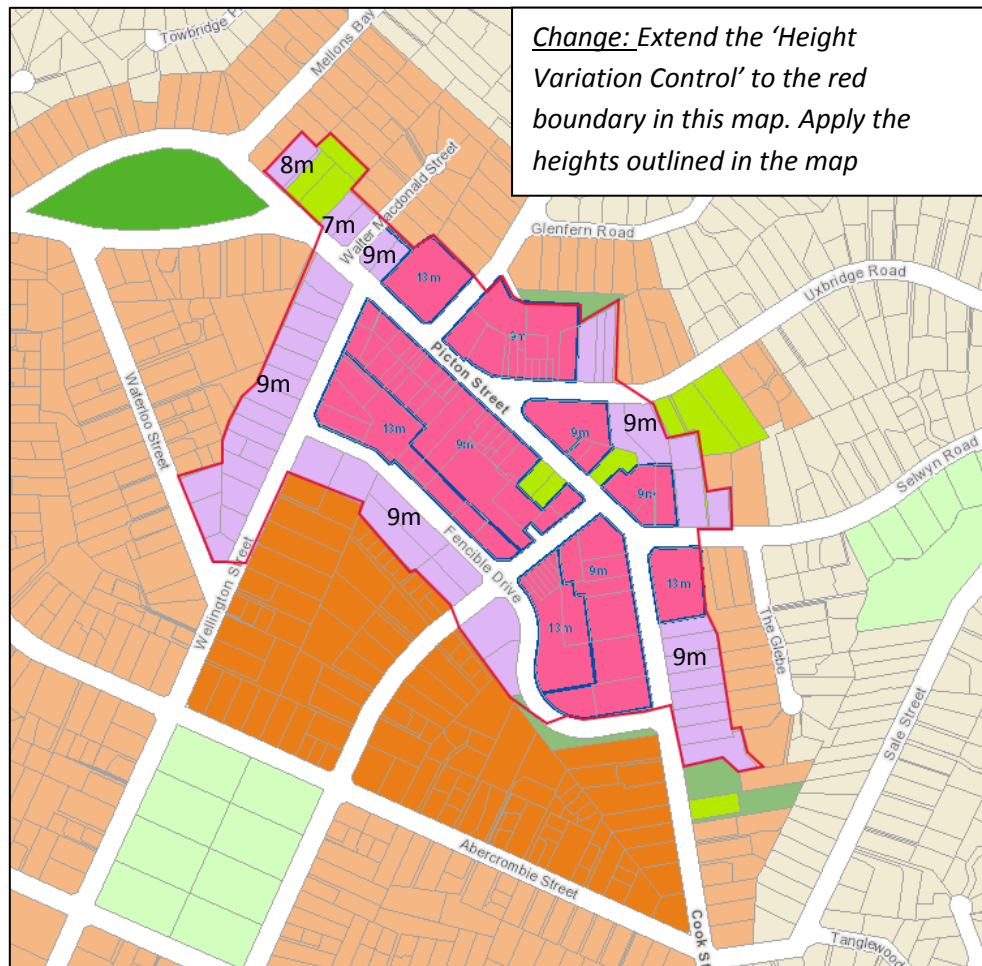 Change: Extend the ‘Height
Variation Control’ to the red
boundary in this map. Apply the
heights outlined in the map
Mellons Bay
8m
7m
Walter Macdonald Street
9m
13m
Glenfern Road
Uxbridge Road
9m
Picton Street
9m
Waterloo Street
13m
9m
9m
9m
9m
Selwyn Road
9m
Fencible Drive
9m
13m
Wellington Street
13m
The Glebe
9m
Sale Street
Abercrombie Street
Cook S
Tanglewood